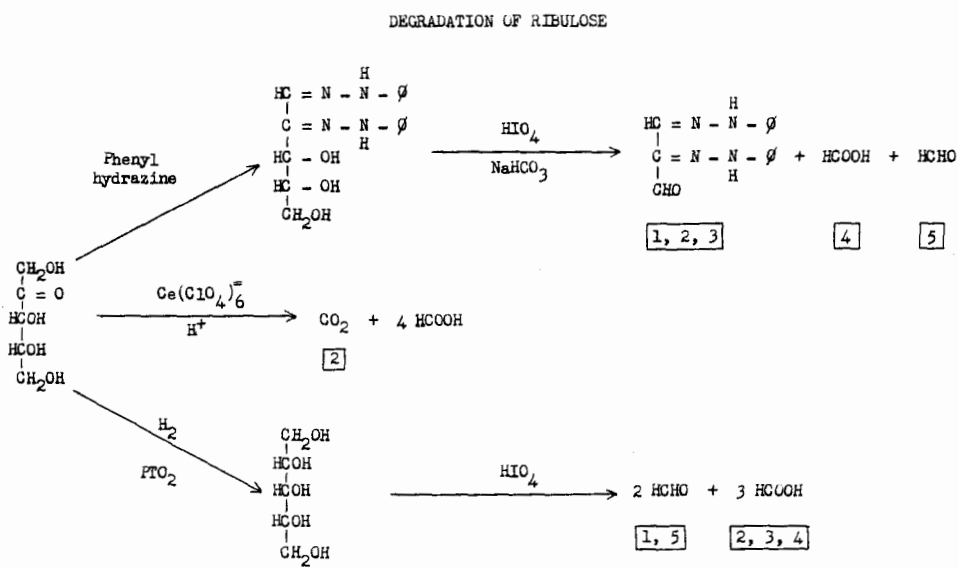 DEGRADATION OF RIBULOSE
H
HC = N - N - Ø
C = N - N - Ø
H
HC - OH
HC - OH
CH2OH
Phenyl
hydrazine
HIO4
NaHCO3
H
HC = N - N - Ø
C = N - N - Ø + HCOOH + HCHO
H
CHO
1, 2, 3 4 5
CH2OH
C = O
HCOH
HCOH
CH2OH
Ce(ClO4)6=
H+
CO2 + 4 HCOOH
2
H2
PTO2
CH2OH
HCOH
HCOH
HCOH
CH2OH
HIO4
2 HCHO + 3 HCOOH
1, 5 2, 3, 4